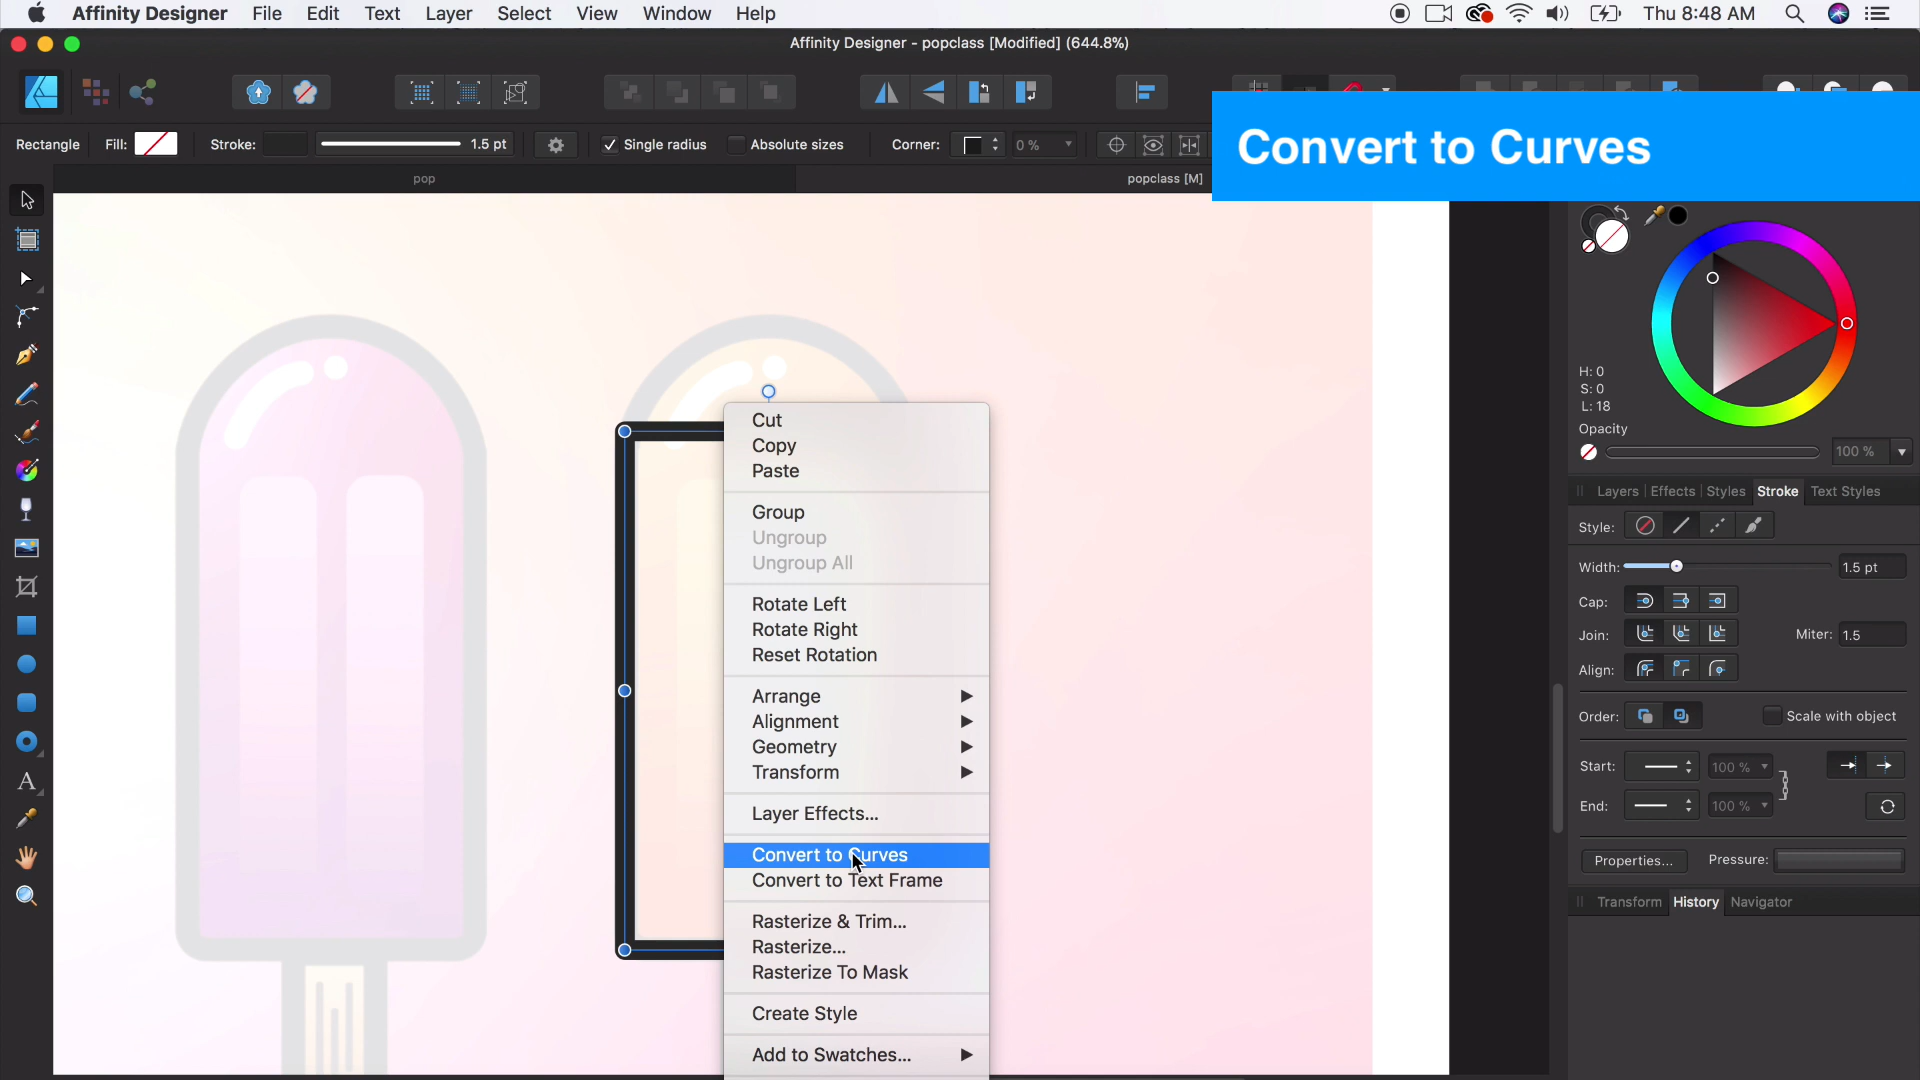 Affinity Designer File Edit Text Layer Select View Window Help Thu 8:48 AM
Affinity Designer - popclass [Modified] (644.8%)
Rectangle Fill: Stroke: 1.5 pt Single radius Absolute sizes Corner: 0 %
Convert to Curves
pop popclass [M]
H: 0
S: 0
L: 18
Opacity
100 %
Layers Effects Styles Stroke Text Styles
Style:
Width: 1.5 pt
Cap:
Join: Miter: 1.5
Align:
Order: Scale with object
Start: 100 %
End: 100 %
Properties... Pressure:
Transform History Navigator
Cut
Copy
Paste
Group
Ungroup
Ungroup All
Rotate Left
Rotate Right
Reset Rotation
Arrange
Alignment
Geometry
Transform
Layer Effects...
Convert to Curves
Convert to Text Frame
Rasterize & Trim...
Rasterize...
Rasterize To Mask
Create Style
Add to Swatches...